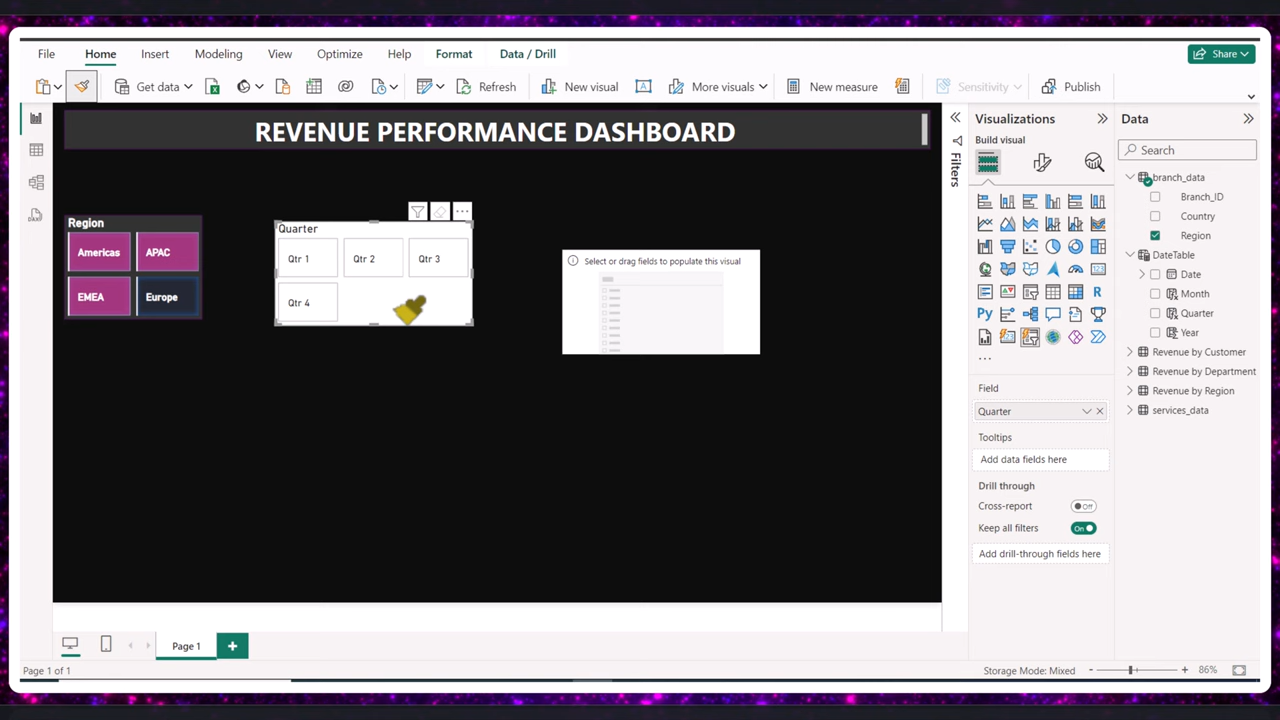 File Home Insert Modeling View Optimize Help Format Data / Drill Share
Get data Refresh New visual A More visuals New measure Sensitivity Publish
REVENUE PERFORMANCE DASHBOARD
Region
Americas APAC
EMEA Europe
Quarter
Qtr 1 Qtr 2 Qtr 3
Qtr 4
Select or drag fields to populate this visual
Filters
Visualizations
Build visual
R
Py
123
Field
Quarter
Tooltips
Add data fields here
Drill through
Cross-report Off
Keep all filters On
Add drill-through fields here
Data
Search
branch_data
Branch_ID
Country
Region
DateTable
Date
Month
Quarter
Year
Revenue by Customer
Revenue by Department
Revenue by Region
services_data
DAX
Page 1
Page 1 of 1
Storage Mode: Mixed - + 86%